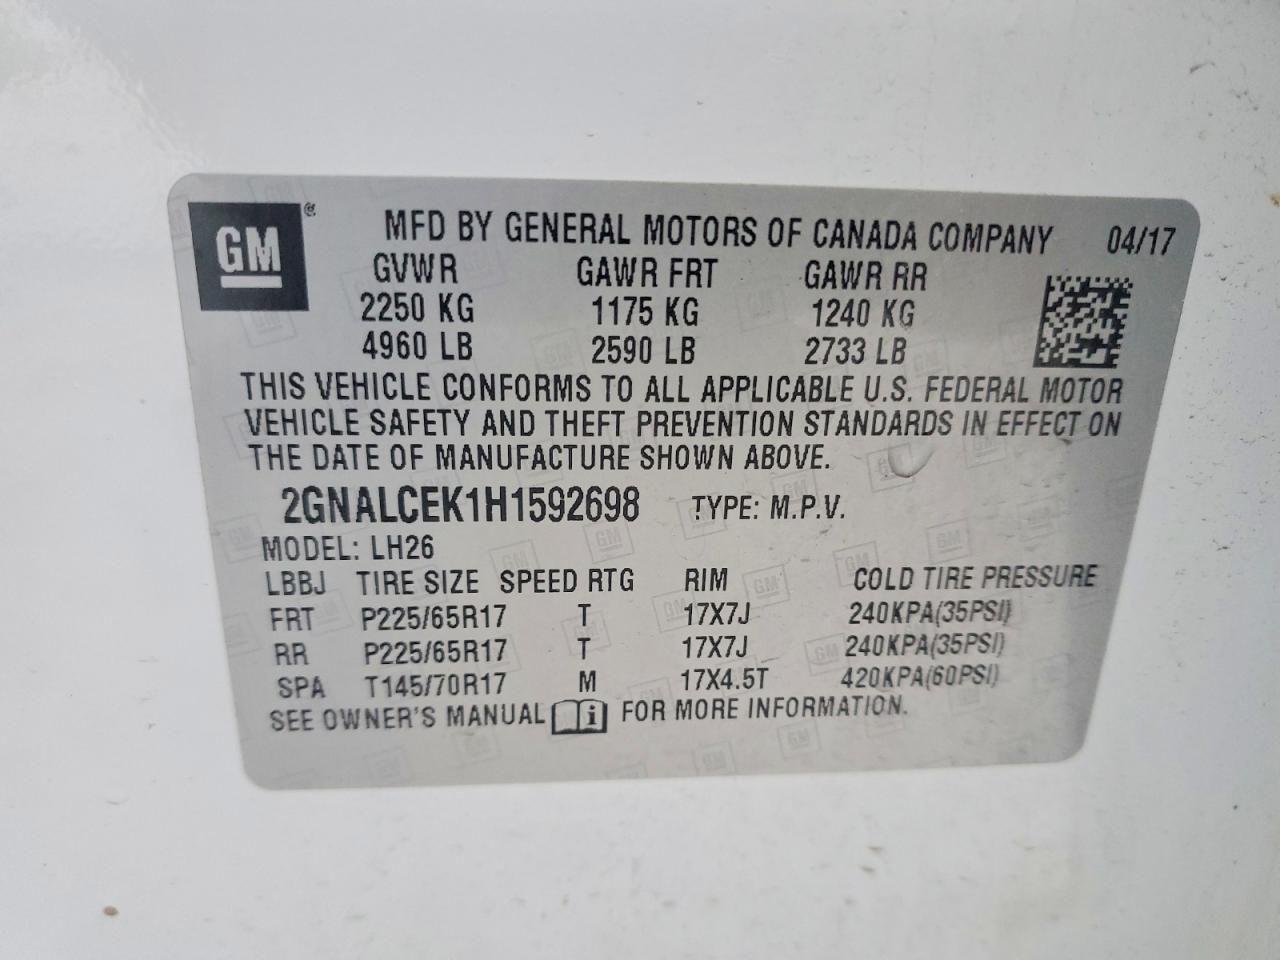 GM® MFD BY GENERAL MOTORS OF CANADA COMPANY 04/17
GVWR GAWR FRT GAWR RR
2250 KG 1175 KG 1240 KG
4960 LB 2590 LB 2733 LB
THIS VEHICLE CONFORMS TO ALL APPLICABLE U.S. FEDERAL MOTOR
VEHICLE SAFETY AND THEFT PREVENTION STANDARDS IN EFFECT ON
THE DATE OF MANUFACTURE SHOWN ABOVE.
2GNALCEK1H1592698 TYPE: M.P.V.
MODEL: LH26
LBBJ TIRE SIZE SPEED RTG RIM COLD TIRE PRESSURE
FRT P225/65R17 T 17X7J 240KPA(35PSI)
RR P225/65R17 T 17X7J 240KPA(35PSI)
SPA T145/70R17 M 17X4.5T 420KPA(60PSI)
SEE OWNER'S MANUAL i FOR MORE INFORMATION.